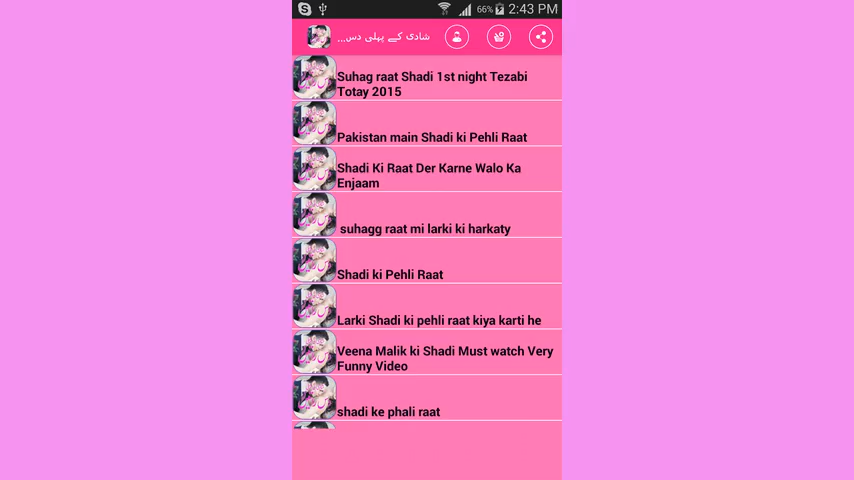 66% 2:43 PM
شادی کے پہلی دس...
Suhag raat Shadi 1st night Tezabi
Totay 2015
Pakistan main Shadi ki Pehli Raat
Shadi Ki Raat Der Karne Walo Ka
Enjaam
suhagg raat mi larki ki harkaty
Shadi ki Pehli Raat
Larki Shadi ki pehli raat kiya karti he
Veena Malik ki Shadi Must watch Very
Funny Video
shadi ke phali raat